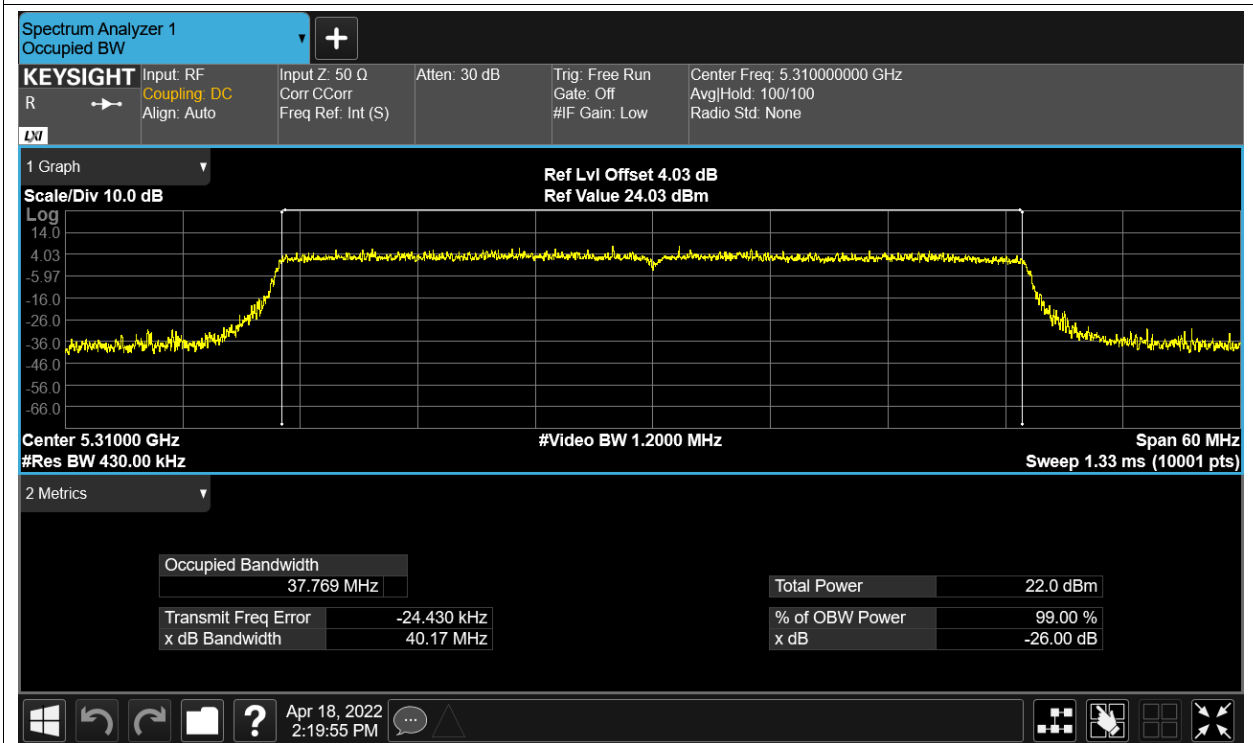 Spectrum Analyzer 1
Occupied BW
KEYSIGHT
R
LXI
Input: RF
Coupling: DC
Align: Auto
Input Z: 50 Ω
Corr CCorr
Freq Ref: Int (S)
Atten: 30 dB
Trig: Free Run
Gate: Off
#IF Gain: Low
Center Freq: 5.310000000 GHz
Avg|Hold: 100/100
Radio Std: None
1 Graph
Scale/Div 10.0 dB
Ref Lvl Offset 4.03 dB
Ref Value 24.03 dBm
Log
14.0
4.03
-5.97
-16.0
-26.0
-36.0
-46.0
-56.0
-66.0
Center 5.31000 GHz
#Res BW 430.00 kHz
#Video BW 1.2000 MHz
Span 60 MHz
Sweep 1.33 ms (10001 pts)
2 Metrics
Occupied Bandwidth
37.769 MHz
Transmit Freq Error -24.430 kHz
x dB Bandwidth 40.17 MHz
Total Power 22.0 dBm
% of OBW Power 99.00 %
x dB -26.00 dB
?
Apr 18, 2022
2:19:55 PM